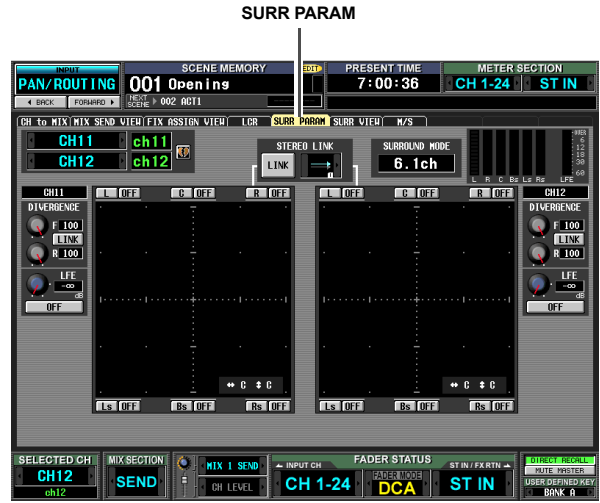 SURR PARAM
INPUT SCENE MEMORY EDIT PRESENT TIME METER SECTION
PAN/ROUTING 001 Opening 7:00:36 CH 1-24 ST IN
BACK FORWARD NEXT SCENE 002 ACT1
CH to MIX MIX SEND VIEW FIX ASSIGN VIEW LCR SURR PARAM SURR VIEW M/S
CH11 ch11 STEREO LINK SURROUND MODE OVER
CH12 ch12 LINK 6.1ch 6
12
18
30
60
L R C Bs Ls Rs LFE
CH11 L OFF C OFF R OFF L OFF C OFF R OFF CH12
DIVERGENCE DIVERGENCE
F 100 F 100
LINK LINK
R 100 R 100
LFE LFE
-∞ -∞
dB dB
OFF OFF
↔ C ↕ C ↔ C ↕ C
Ls OFF Bs OFF Rs OFF Ls OFF Bs OFF Rs OFF
SELECTED CH MIX SECTION FADER STATUS DIRECT RECALL
CH12 SEND MIX 1 SEND INPUT CH FADER MODE ST IN / FX RTN MUTE MASTER
ch12 CH LEVEL CH 1-24 DCA ST IN USER DEFINED KEY
BANK A